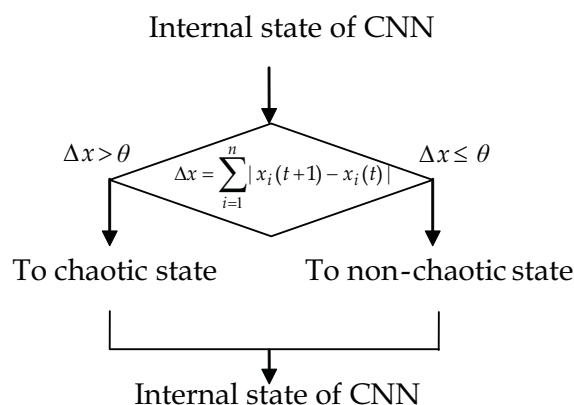 Internal state of CNN
Δx > θ
Δx ≤ θ
Δx = ∑_{i=1}^{n} | x_i(t+1) − x_i(t) |
To chaotic state
To non-chaotic state
Internal state of CNN